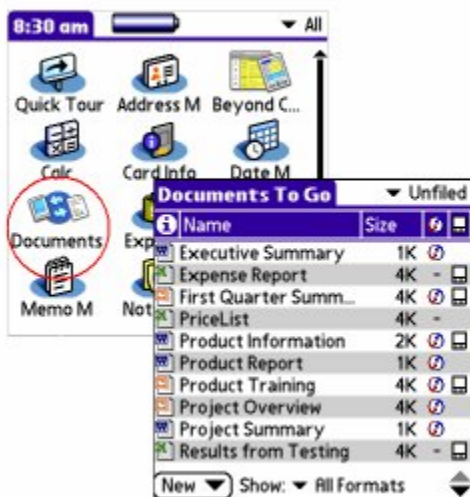 8:30 am
All
Quick Tour Address M Beyond C...
Calc Card Info Date M
Documents
Memo M
Documents To Go Unfiled
Name Size
Executive Summary 1K
Expense Report 4K -
First Quarter Summ... 4K
PriceList 4K -
Product Information 2K
Product Report 1K
Product Training 4K
Project Overview 4K
Project Summary 1K
Results from Testing 4K -
New Show: All Formats